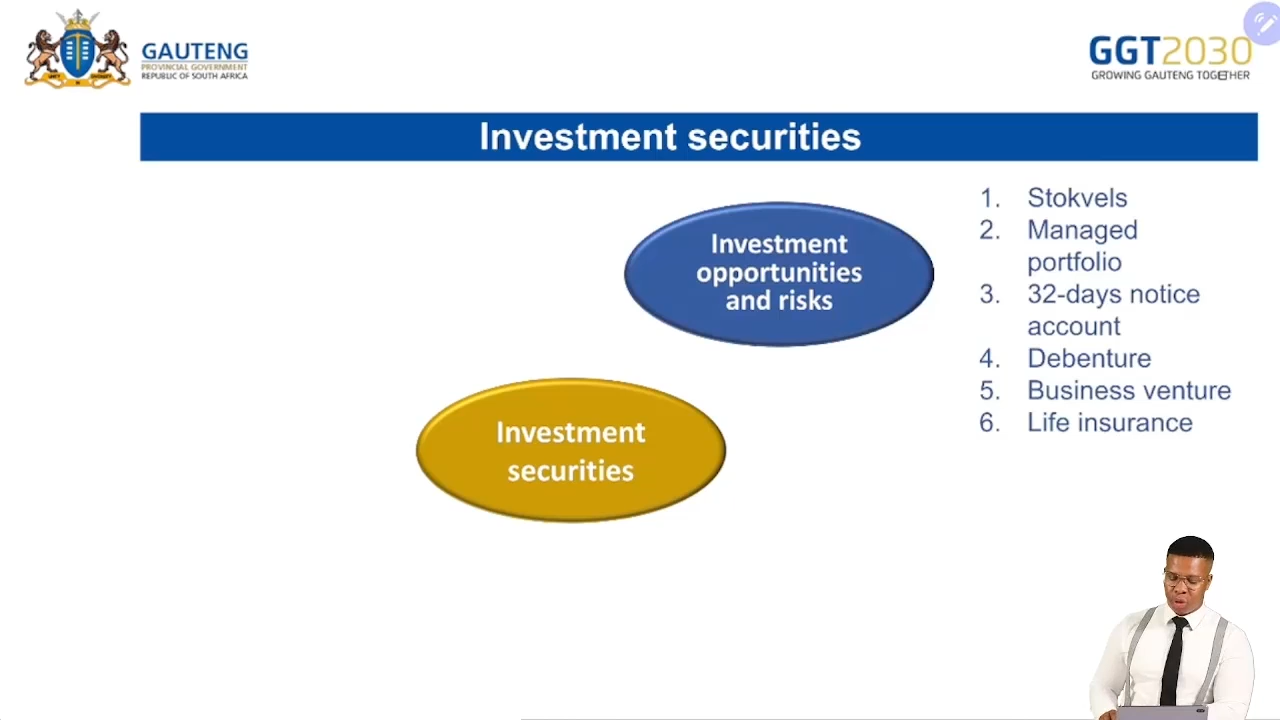 GAUTENG
PROVINCIAL GOVERNMENT
REPUBLIC OF SOUTH AFRICA
GGT2030
GROWING GAUTENG TOGETHER
Investment securities
Investment
opportunities
and risks
Investment
securities
1. Stokvels
2. Managed
portfolio
3. 32-days notice
account
4. Debenture
5. Business venture
6. Life insurance